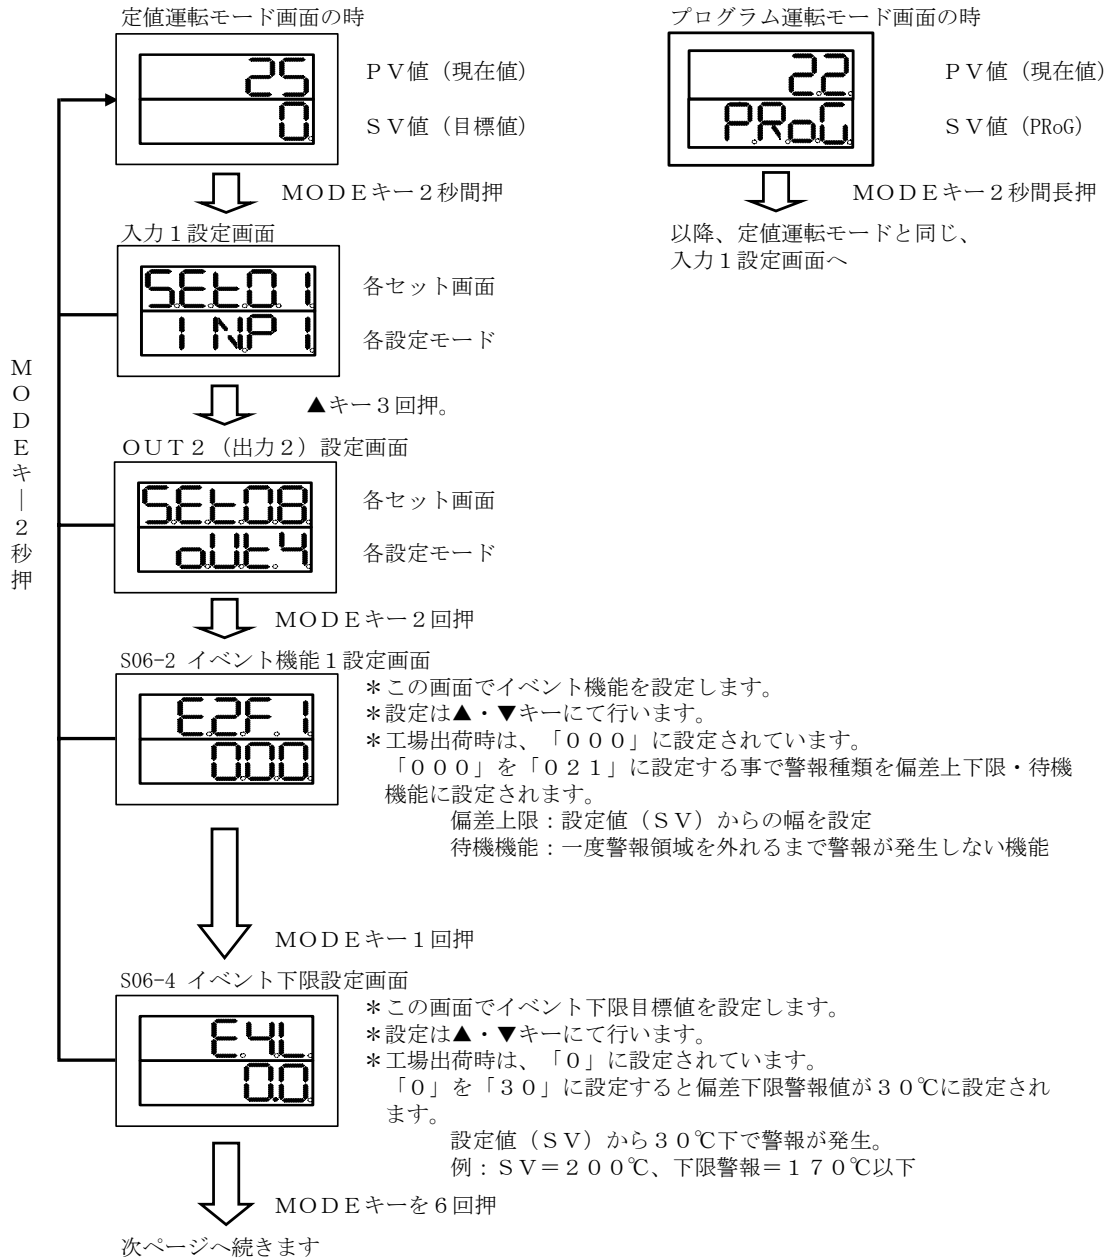 定値運転モード画面の時
25
0.
ＰＶ値（現在値）
ＳＶ値（目標値）
プログラム運転モード画面の時
2.2.
P.R.o.G.
ＰＶ値（現在値）
ＳＶ値（PRoG）
ＭＯＤＥキー２秒間押
ＭＯＤＥキー２秒間長押
以降、定値運転モードと同じ、
入力１設定画面へ
入力１設定画面
S.E.t.0.1.
I N.P.1.
各セット画面
各設定モード
▲キー３回押。
ＯＵＴ２（出力２）設定画面
S.E.t.0.8.
o.U.t.4.
各セット画面
各設定モード
ＭＯＤＥキー２回押
ＭＯＤＥキー２秒押
S06-2 イベント機能１設定画面
E.2.F.1.
0.0.0.
＊この画面でイベント機能を設定します。
＊設定は▲・▼キーにて行います。
＊工場出荷時は、「０００」に設定されています。
「０００」を「０２１」に設定する事で警報種類を偏差上下限・待機
機能に設定されます。
偏差上限：設定値（ＳＶ）からの幅を設定
待機機能：一度警報領域を外れるまで警報が発生しない機能
ＭＯＤＥキー１回押
S06-4 イベント下限設定画面
E.4.L.
0.0.
＊この画面でイベント下限目標値を設定します。
＊設定は▲・▼キーにて行います。
＊工場出荷時は、「０」に設定されています。
「０」を「３０」に設定すると偏差下限警報値が３０℃に設定され
ます。
設定値（ＳＶ）から３０℃下で警報が発生。
例：ＳＶ＝２００℃、下限警報＝１７０℃以下
ＭＯＤＥキーを６回押
次ページへ続きます